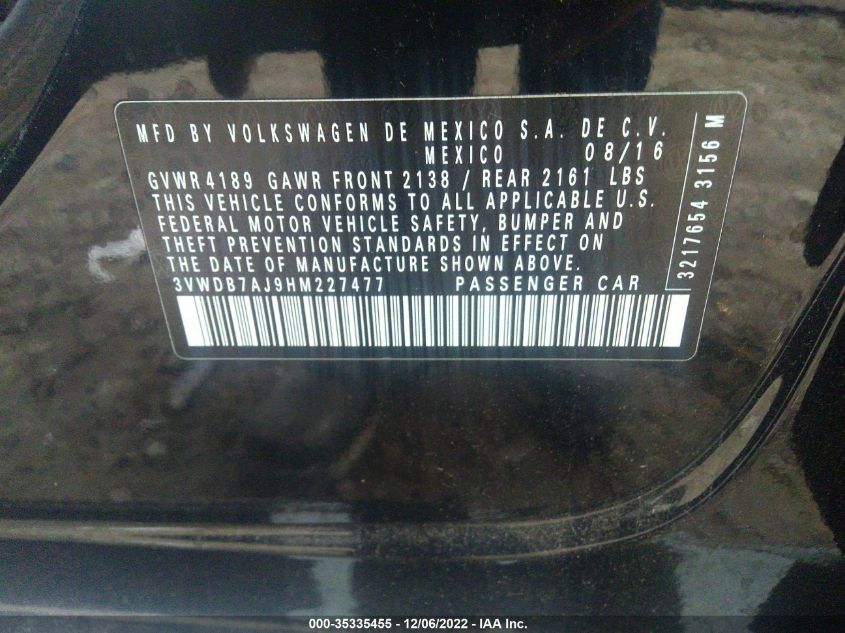 MFD BY VOLKSWAGEN DE MEXICO S.A. DE C.V.
MEXICO 08/16
GVWR 4189 GAWR FRONT 2138 / REAR 2161 LBS
THIS VEHICLE CONFORMS TO ALL APPLICABLE U.S.
FEDERAL MOTOR VEHICLE SAFETY, BUMPER AND
THEFT PREVENTION STANDARDS IN EFFECT ON
THE DATE OF MANUFACTURE SHOWN ABOVE.
3VWDB7AJ9HM227477 PASSENGER CAR
3217654 3156 M
000-35335455 - 12/06/2022 - IAA Inc.